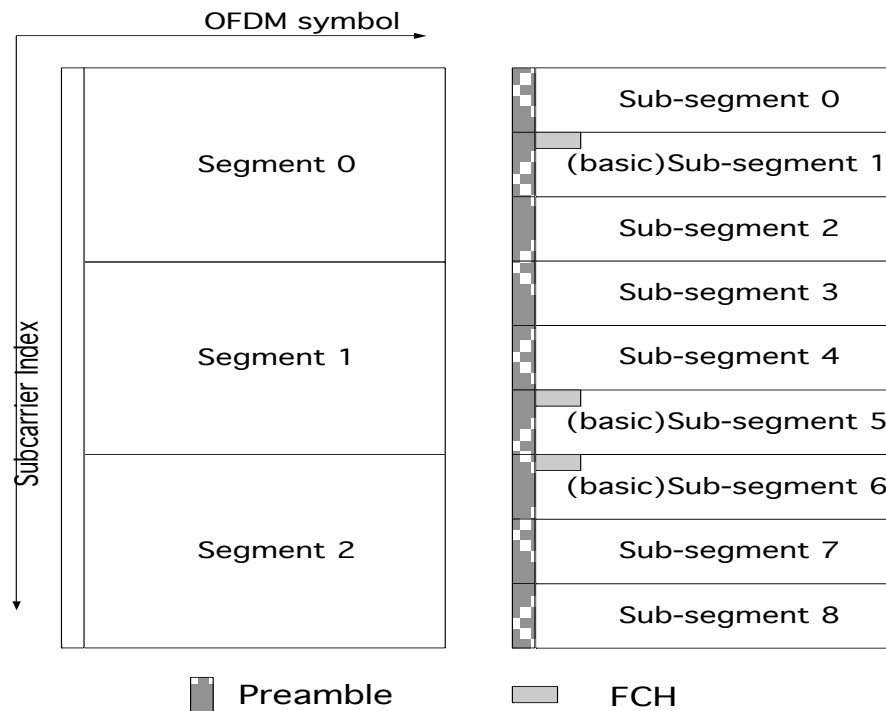 OFDM symbol
Subcarrier Index
Segment 0
Segment 1
Segment 2
Sub-segment 0
(basic)Sub-segment 1
Sub-segment 2
Sub-segment 3
Sub-segment 4
(basic)Sub-segment 5
(basic)Sub-segment 6
Sub-segment 7
Sub-segment 8
Preamble
FCH